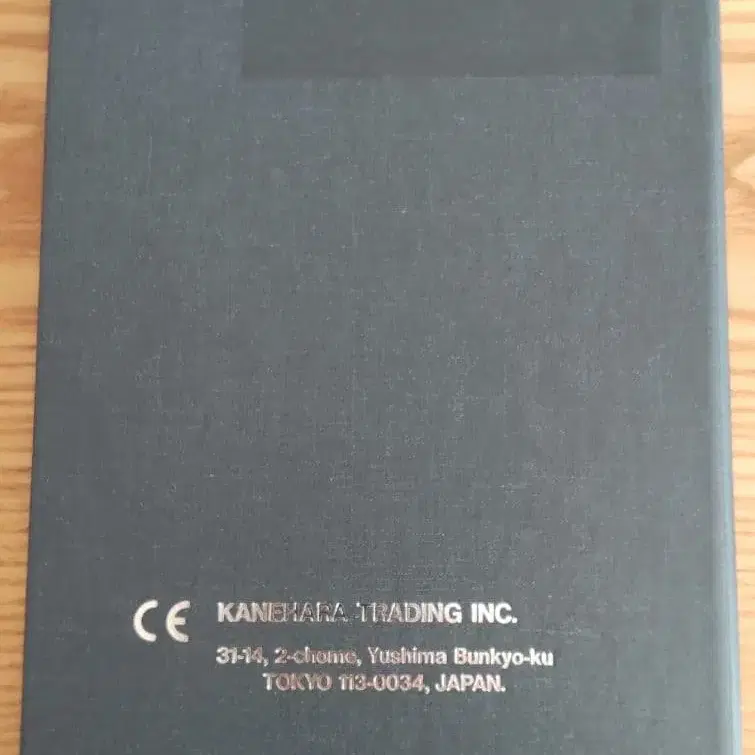 CE KANEHARA TRADING INC.
31-14, 2-chome, Yushima Bunkyo-ku
TOKYO 113-0034, JAPAN.